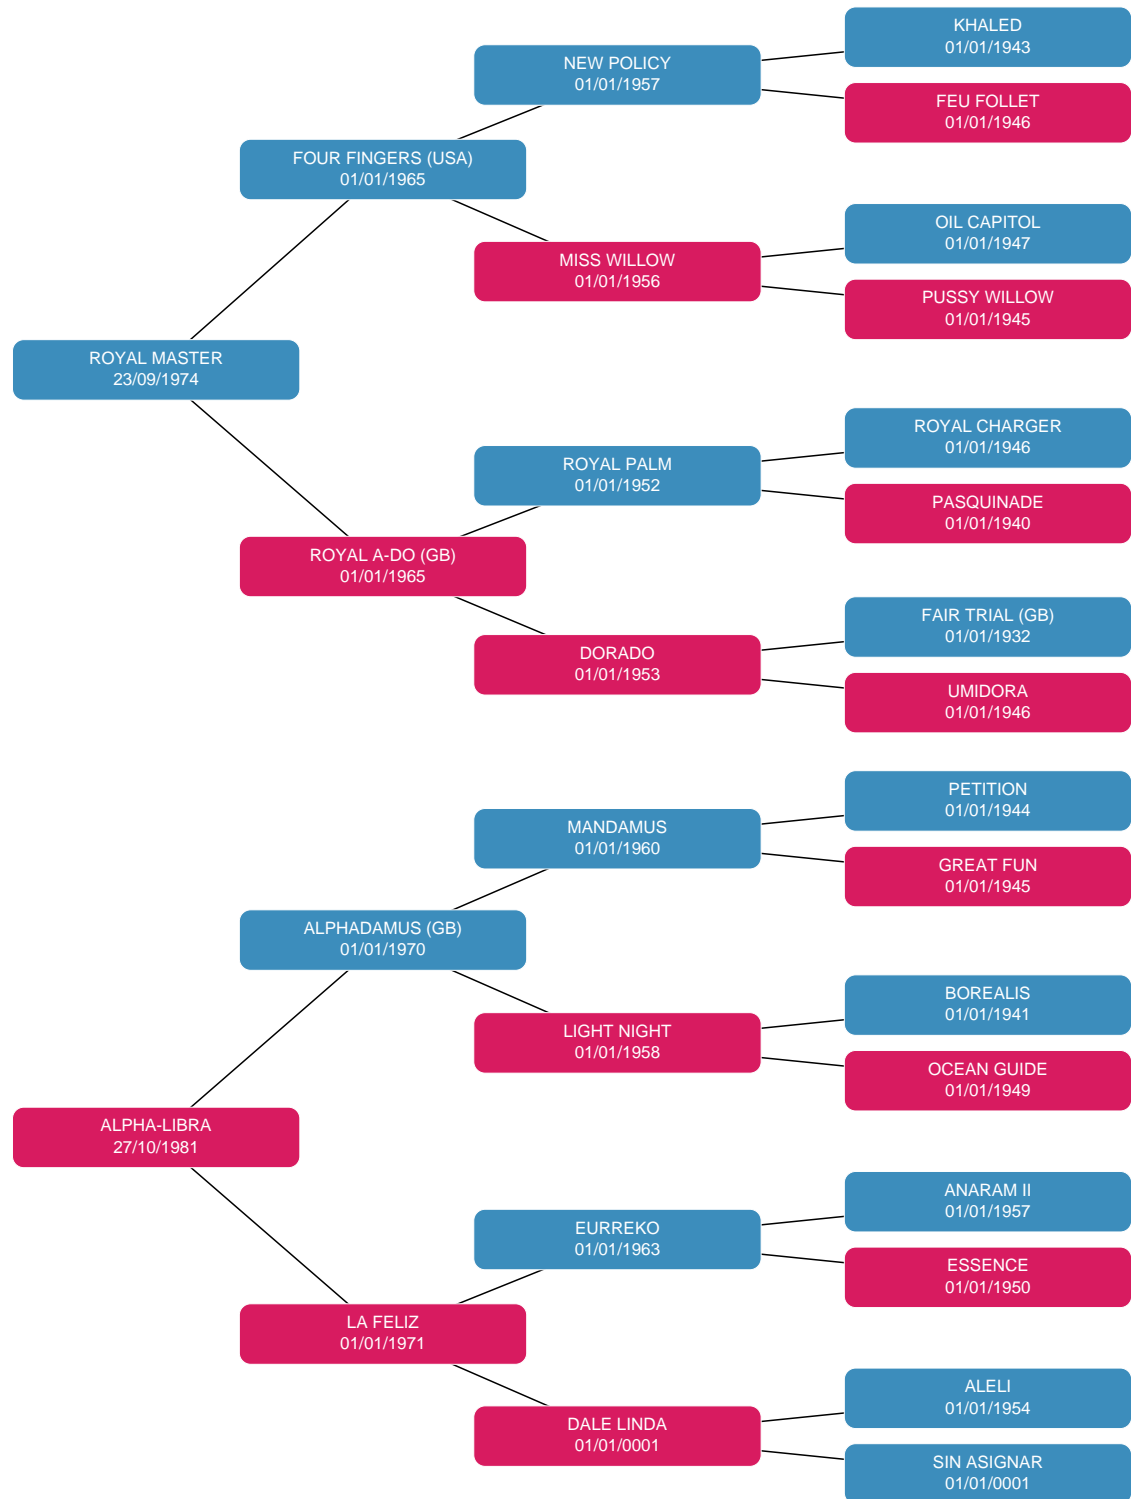 KHALED
01/01/1943
NEW POLICY
01/01/1957
FEU FOLLET
01/01/1946
FOUR FINGERS (USA)
01/01/1965
OIL CAPITOL
01/01/1947
MISS WILLOW
01/01/1956
PUSSY WILLOW
01/01/1945
ROYAL MASTER
23/09/1974
ROYAL CHARGER
01/01/1946
ROYAL PALM
01/01/1952
PASQUINADE
01/01/1940
ROYAL A-DO (GB)
01/01/1965
FAIR TRIAL (GB)
01/01/1932
DORADO
01/01/1953
UMIDORA
01/01/1946
PETITION
01/01/1944
MANDAMUS
01/01/1960
GREAT FUN
01/01/1945
ALPHADAMUS (GB)
01/01/1970
BOREALIS
01/01/1941
LIGHT NIGHT
01/01/1958
OCEAN GUIDE
01/01/1949
ALPHA-LIBRA
27/10/1981
ANARAM II
01/01/1957
EURREKO
01/01/1963
ESSENCE
01/01/1950
LA FELIZ
01/01/1971
ALELI
01/01/1954
DALE LINDA
01/01/0001
SIN ASIGNAR
01/01/0001